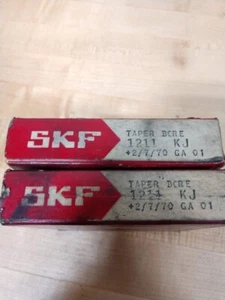 SKF
TAPER BORE
1211 KJ
+2/7/70 GA 01
SKF
TAPER BORE
1211 KJ
+2/7/70 GA 01